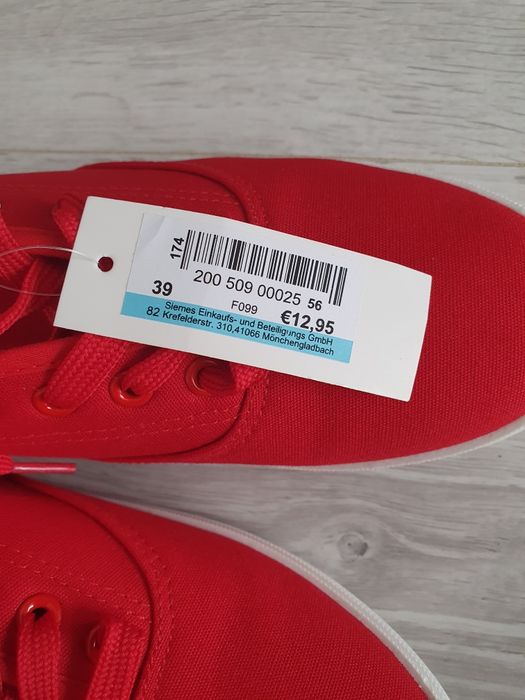 174
200 509 00025 56
39
F099
€12,95
Siemes Einkaufs- und Beteiligungs GmbH
82 Krefelderstr. 310,41066 Mönchengladbach